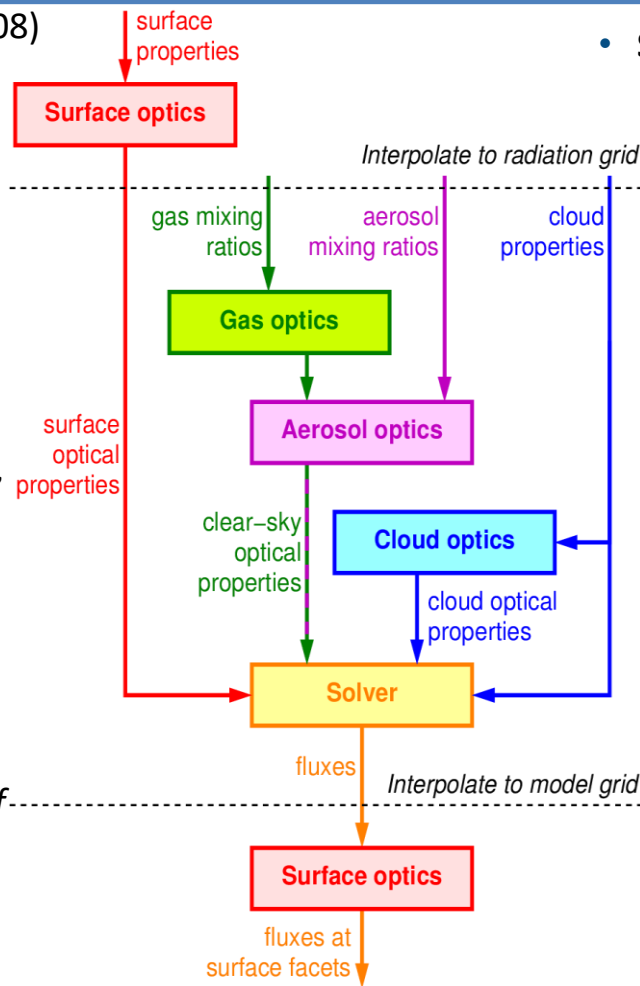 08)
surface
properties
• S
Surface optics
Interpolate to radiation grid
gas mixing
ratios
aerosol
mixing ratios
cloud
properties
Gas optics
surface
optical
properties
Aerosol optics
clear–sky
optical
properties
Cloud optics
cloud optical
properties
Solver
fluxes
Interpolate to model grid
f
Surface optics
fluxes at
surface facets